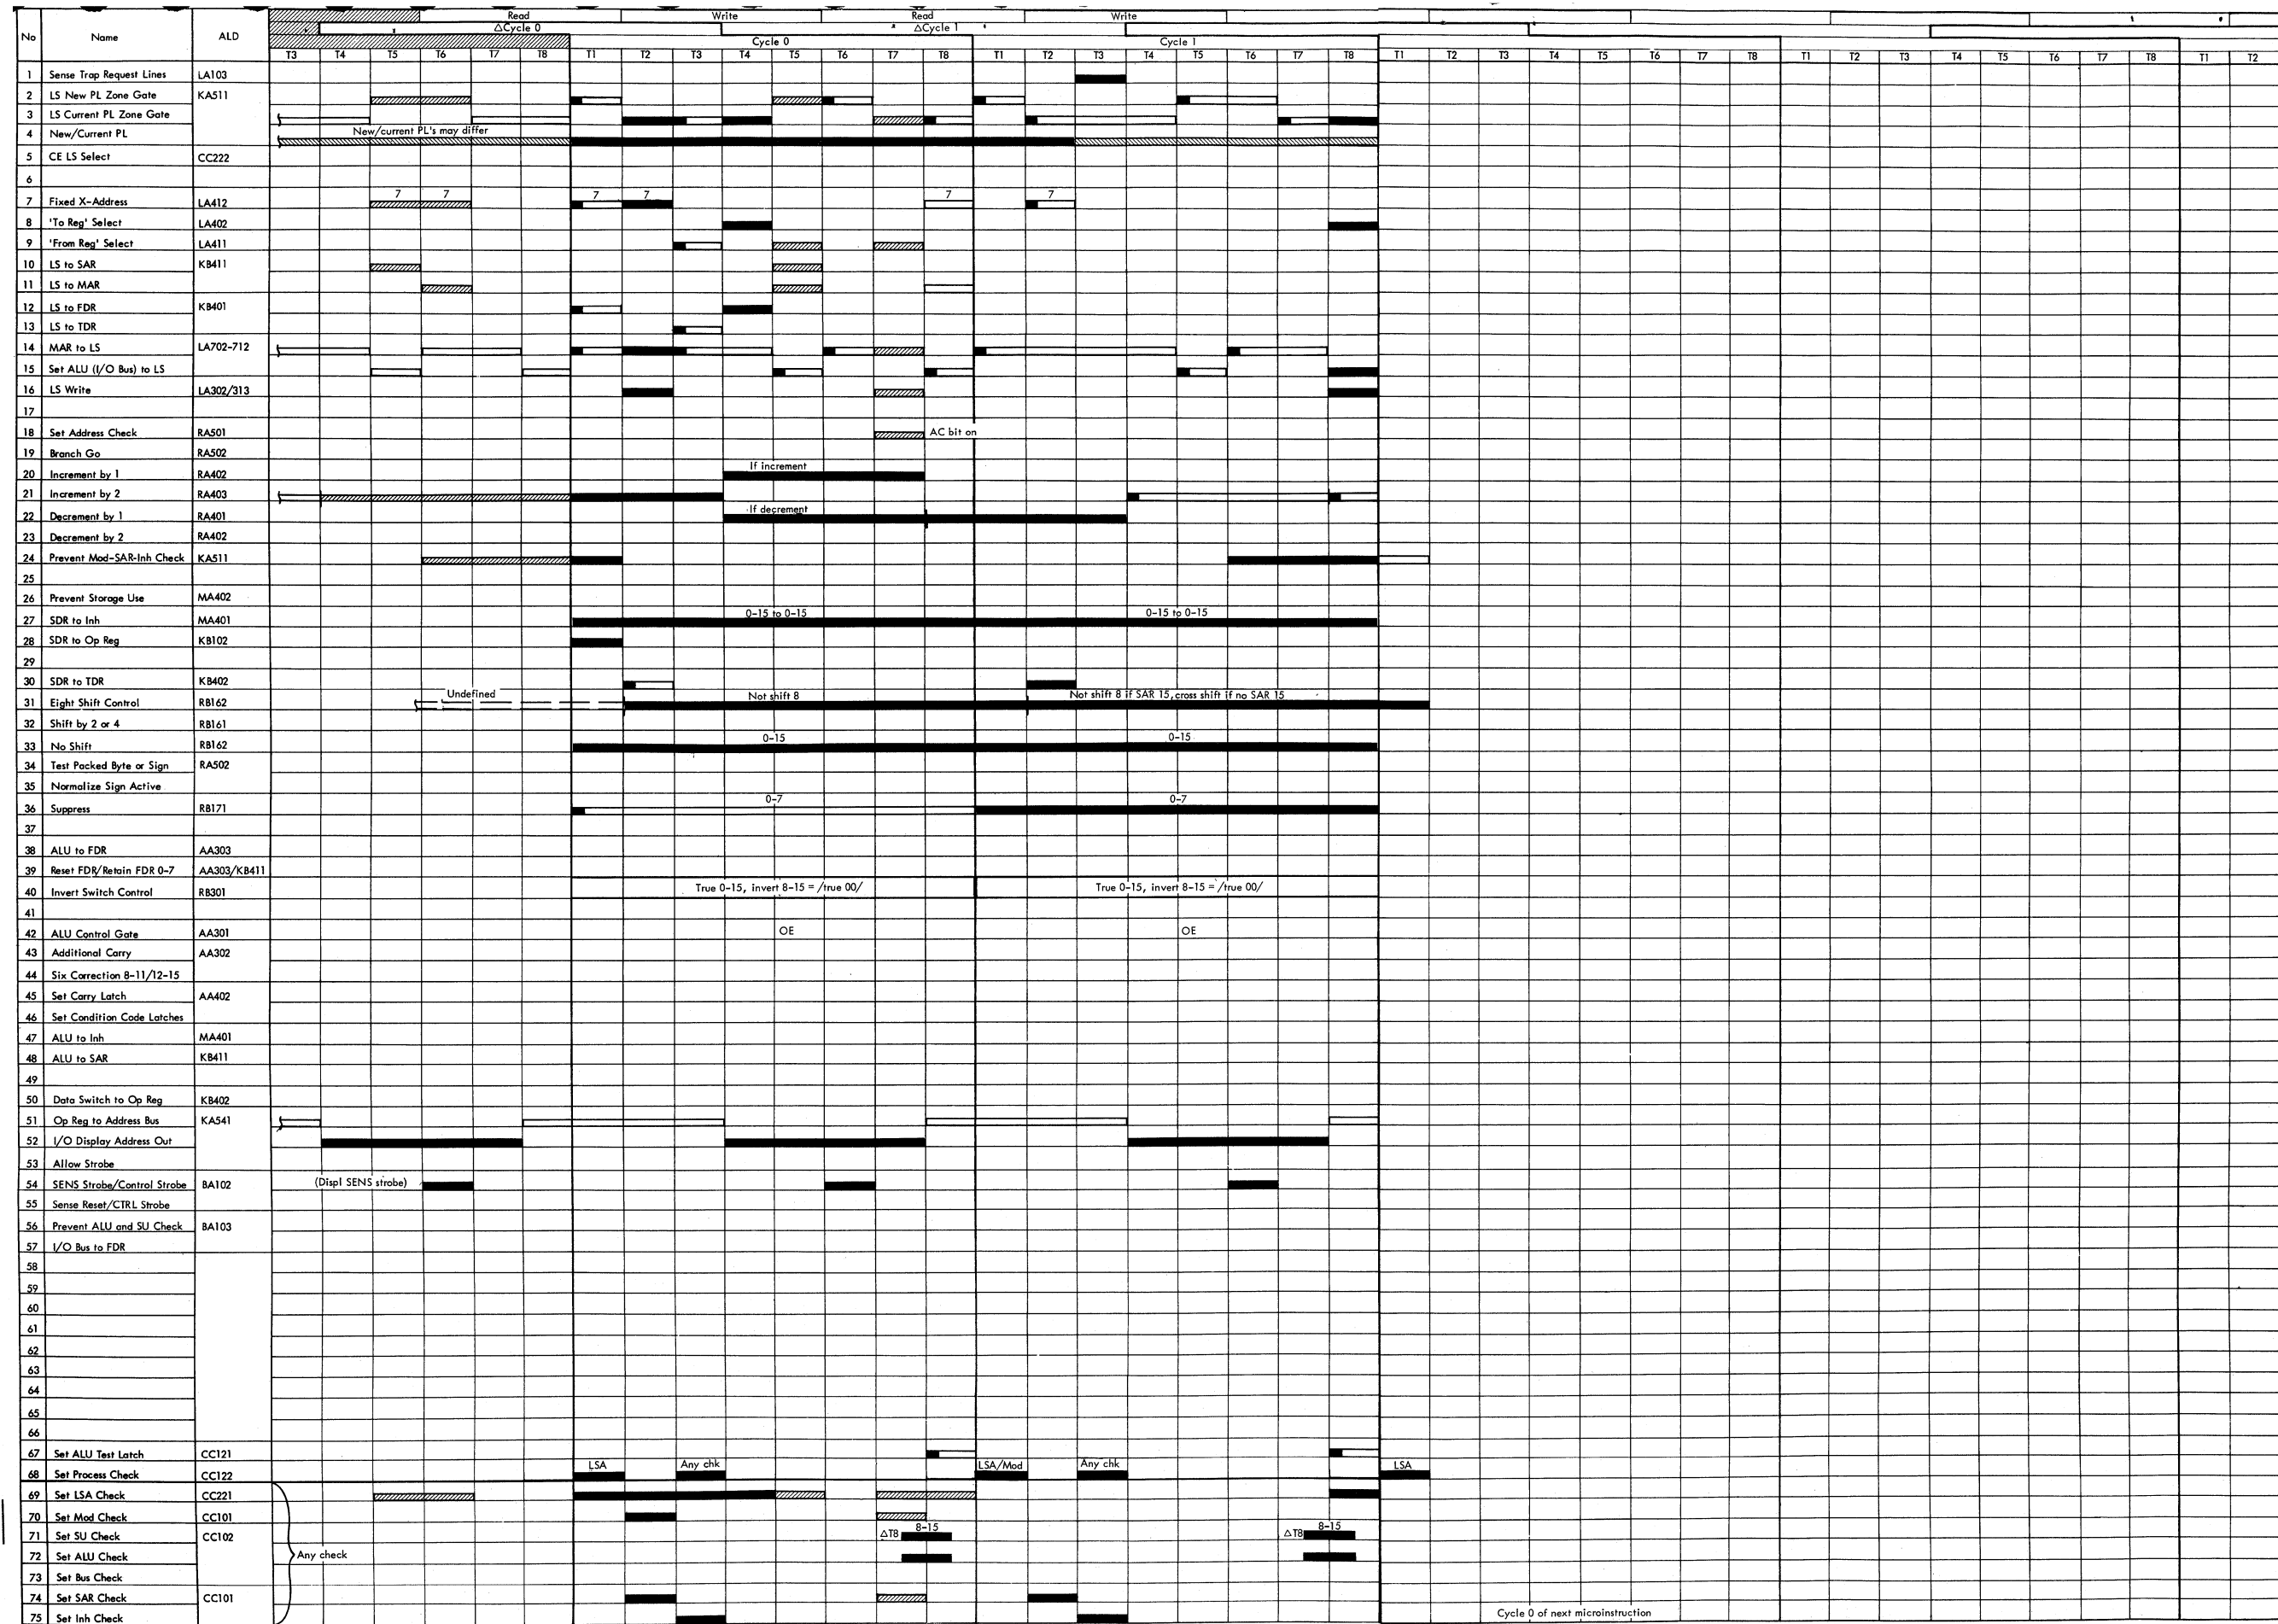 Read Write Read Write
△Cycle 0 △Cycle 1
No Name ALD Cycle 0 Cycle 1
T3 T4 T5 T6 T7 T8 T1 T2 T3 T4 T5 T6 T7 T8 T1 T2 T3 T4 T5 T6 T7 T8 T1 T2 T3 T4 T5 T6 T7 T8 T1 T2 T3 T4 T5 T6 T7 T8 T1 T2
1 Sense Trap Request Lines LA103
2 LS New PL Zone Gate KA511
3 LS Current PL Zone Gate
4 New/Current PL New/current PL's may differ
5 CE LS Select CC222
6
7 Fixed X-Address LA412 7 7 7 7 7 7
8 'To Reg' Select LA402
9 'From Reg' Select LA411
10 LS to SAR KB411
11 LS to MAR
12 LS to FDR KB401
13 LS to TDR
14 MAR to LS LA702-712
15 Set ALU (I/O Bus) to LS
16 LS Write LA302/313
17
18 Set Address Check RA501 AC bit on
19 Branch Go RA502
20 Increment by 1 RA402 If increment
21 Increment by 2 RA403
22 Decrement by 1 RA401 If decrement
23 Decrement by 2 RA402
24 Prevent Mod-SAR-Inh Check KA511
25
26 Prevent Storage Use MA402
27 SDR to Inh MA401 0-15 to 0-15 0-15 to 0-15
28 SDR to Op Reg KB102
29
30 SDR to TDR KB402
31 Eight Shift Control RB162 Undefined Not shift 8 Not shift 8 if SAR 15, cross shift if no SAR 15
32 Shift by 2 or 4 RB161
33 No Shift RB162 0-15 0-15
34 Test Packed Byte or Sign RA502
35 Normalize Sign Active
36 Suppress RB171 0-7 0-7
37
38 ALU to FDR AA303
39 Reset FDR/Retain FDR 0-7 AA303/KB411
40 Invert Switch Control RB301 True 0-15, invert 8-15 = /true 00/ True 0-15, invert 8-15 = /true 00/
41
42 ALU Control Gate AA301 OE OE
43 Additional Carry AA302
44 Six Correction 8-11/12-15
45 Set Carry Latch AA402
46 Set Condition Code Latches
47 ALU to Inh MA401
48 ALU to SAR KB411
49
50 Data Switch to Op Reg KB402
51 Op Reg to Address Bus KA541
52 I/O Display Address Out
53 Allow Strobe
54 SENS Strobe/Control Strobe BA102 (Displ SENS strobe)
55 Sense Reset/CTRL Strobe
56 Prevent ALU and SU Check BA103
57 I/O Bus to FDR
58
59
60
61
62
63
64
65
66
67 Set ALU Test Latch CC121
68 Set Process Check CC122 LSA Any chk LSA/Mod Any chk LSA
69 Set LSA Check CC221
70 Set Mod Check CC101
71 Set SU Check CC102 △T8 8-15 △T8 8-15
72 Set ALU Check Any check
73 Set Bus Check
74 Set SAR Check CC101
75 Set Inh Check Cycle 0 of next microinstruction